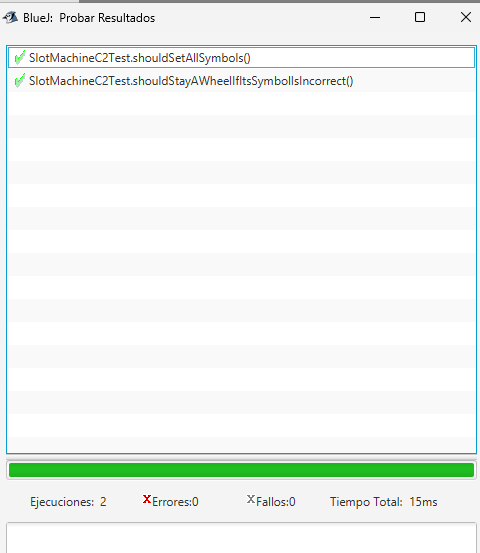 BlueJ: Probar Resultados
SlotMachineC2Test.shouldSetAllSymbols()
SlotMachineC2Test.shouldStayAWheelIfItsSymbolIsIncorrect()
Ejecuciones: 2 Errores:0 Fallos:0 Tiempo Total: 15ms